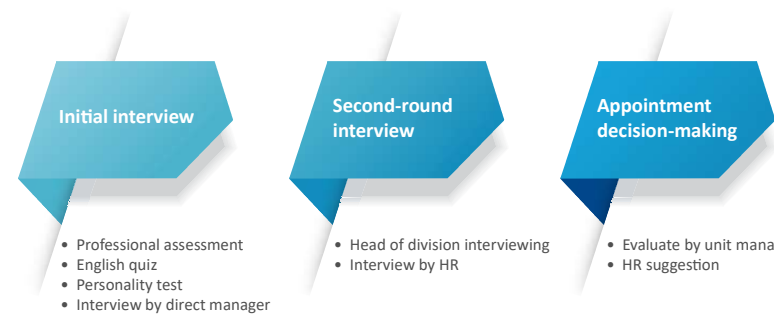 Initial interview
• Professional assessment
• English quiz
• Personality test
• Interview by direct manager
Second-round
interview
• Head of division interviewing
• Interview by HR
Appointment
decision-making
• Evaluate by unit
• HR suggestion